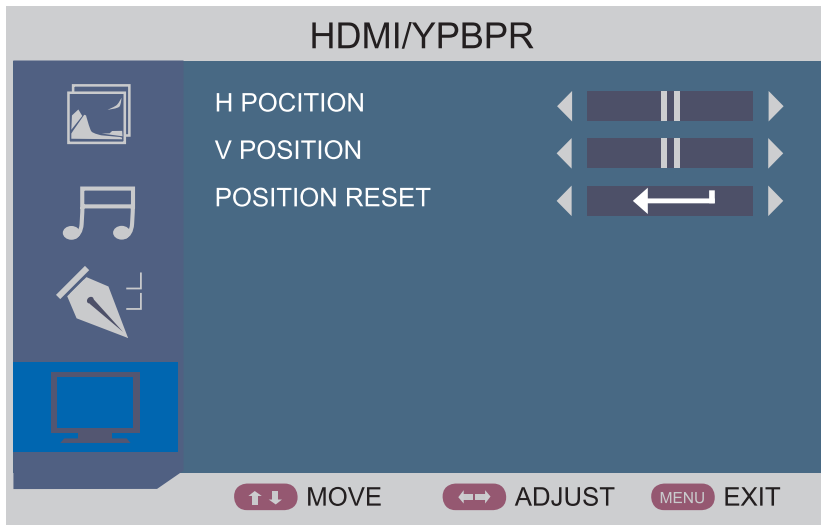 HDMI/YPBPR
H POCITION
V POSITION
POSITION RESET
MOVE ADJUST MENU EXIT